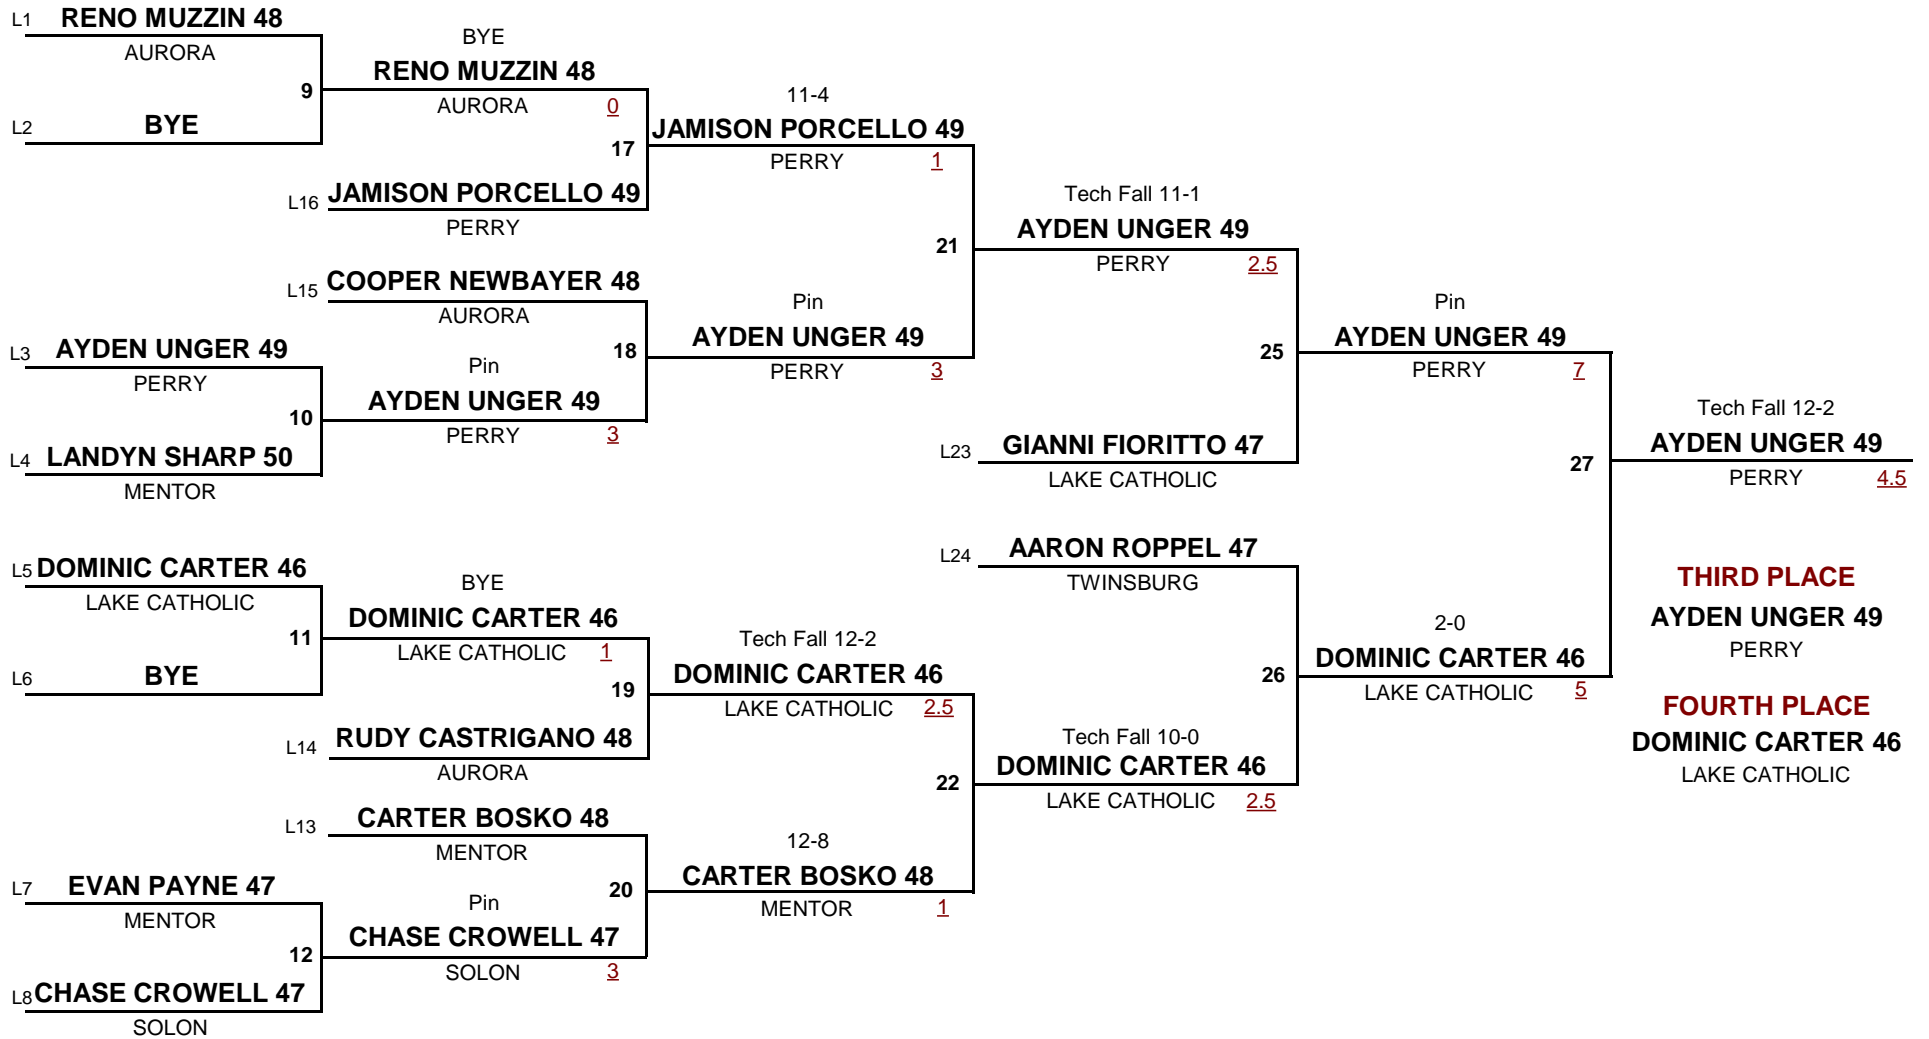 L1 RENO MUZZIN 48
AURORA
9
L2 BYE
BYE
RENO MUZZIN 48
AURORA 0
17
L16 JAMISON PORCELLO 49
PERRY
11-4
JAMISON PORCELLO 49
PERRY 1
21
L15 COOPER NEWBAYER 48
AURORA
18
L3 AYDEN UNGER 49
PERRY
10
L4 LANDYN SHARP 50
MENTOR
Pin
AYDEN UNGER 49
PERRY 3
Pin
AYDEN UNGER 49
PERRY 3
Tech Fall 11-1
AYDEN UNGER 49
PERRY 2.5
25
L23 GIANNI FIORITTO 47
LAKE CATHOLIC
Pin
AYDEN UNGER 49
PERRY 7
27
Tech Fall 12-2
AYDEN UNGER 49
PERRY 4.5
L5 DOMINIC CARTER 46
LAKE CATHOLIC
11
L6 BYE
BYE
DOMINIC CARTER 46
LAKE CATHOLIC 1
19
L14 RUDY CASTRIGANO 48
AURORA
Tech Fall 12-2
DOMINIC CARTER 46
LAKE CATHOLIC 2.5
22
L13 CARTER BOSKO 48
MENTOR
20
L7 EVAN PAYNE 47
MENTOR
12
L8 CHASE CROWELL 47
SOLON
Pin
CHASE CROWELL 47
SOLON 3
12-8
CARTER BOSKO 48
MENTOR 1
L24 AARON ROPPEL 47
TWINSBURG
26
Tech Fall 10-0
DOMINIC CARTER 46
LAKE CATHOLIC 2.5
2-0
DOMINIC CARTER 46
LAKE CATHOLIC 5
THIRD PLACE
AYDEN UNGER 49
PERRY
FOURTH PLACE
DOMINIC CARTER 46
LAKE CATHOLIC